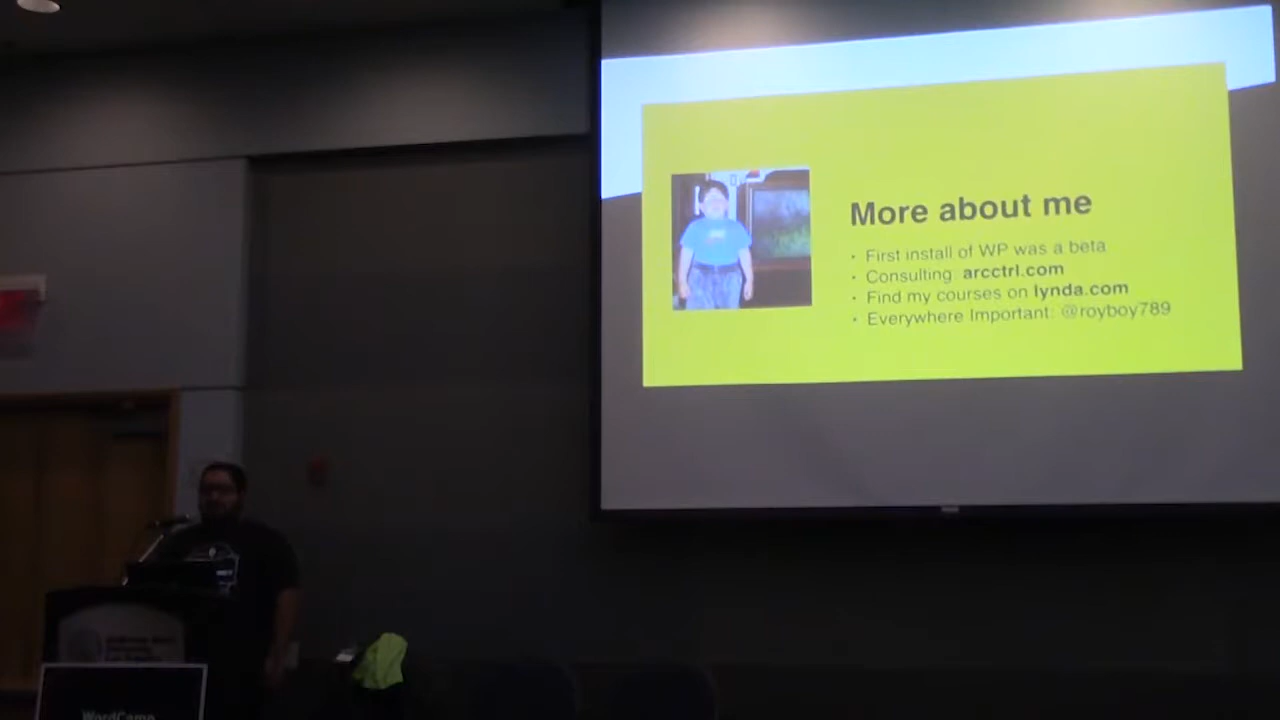 More about me
• First install of WP was a beta
• Consulting: arcctrl.com
• Find my courses on lynda.com
• Everywhere Important: @royboy789
WordCamp